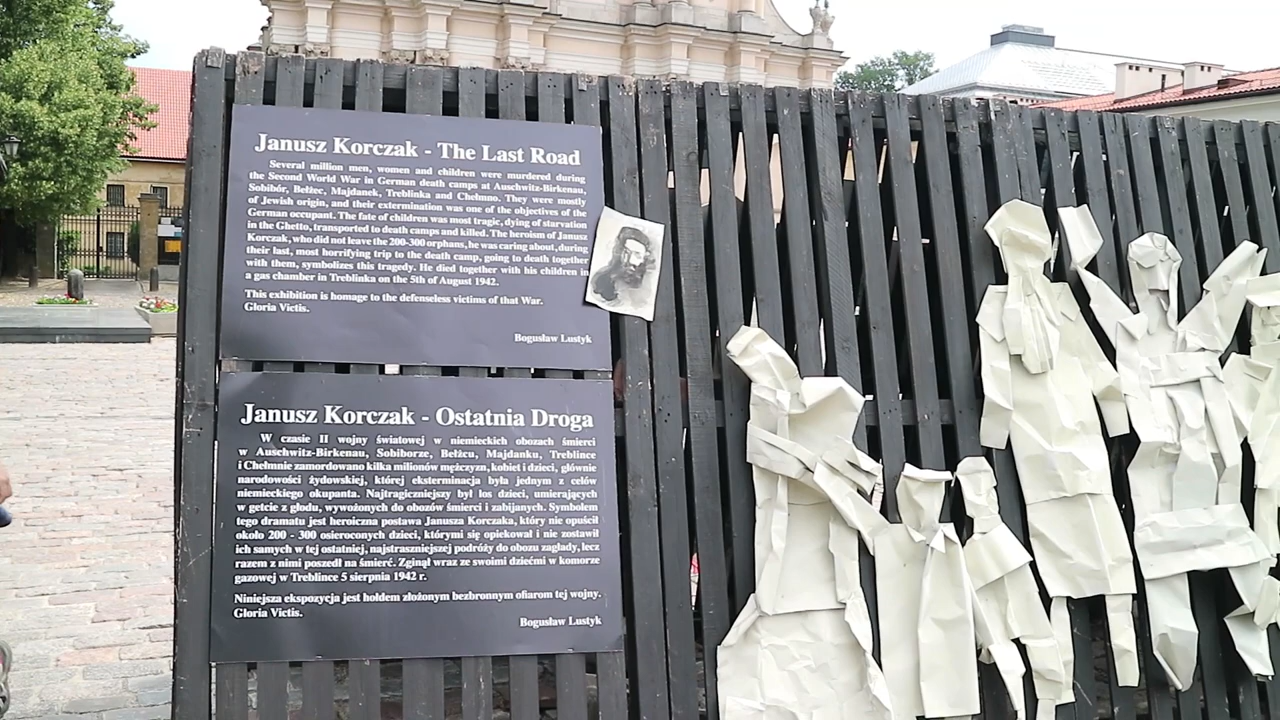 Janusz Korczak - The Last Road
Several million men, women and children were murdered during
the Second World War in German death camps at Auschwitz-Birkenau,
Sobibór, Bełżec, Majdanek, Treblinka and Chełmno. They were mostly
of Jewish origin, and their extermination was one of the objectives of the
German occupant. The fate of children was most tragic, dying of starvation
in the Ghetto, transported to death camps and killed. The heroism of Janusz
Korczak, who did not leave the 200-300 orphans, he was caring about, during
their last, most horrifying trip to the death camp, going to death together
with them, symbolizes this tragedy. He died together with his children in
a gas chamber in Treblinka on the 5th of August 1942.
This exhibition is homage to the defenseless victims of that War.
Gloria Victis.
Bogusław Lustyk
Janusz Korczak - Ostatnia Droga
W czasie II wojny światowej w niemieckich obozach śmierci
w Auschwitz-Birkenau, Sobiborze, Bełżcu, Majdanku, Treblince
i Chełmnie zamordowano kilka milionów mężczyzn, kobiet i dzieci, głównie
narodowości żydowskiej, której eksterminacja była jednym z celów
niemieckiego okupanta. Najtragiczniejszy był los dzieci, umierających
w getcie z głodu, wywożonych do obozów śmierci i zabijanych. Symbolem
tego dramatu jest heroiczna postawa Janusza Korczaka, który nie opuścił
około 200 - 300 osieroconych dzieci, którymi się opiekował i nie zostawił
ich samych w tej ostatniej, najstraszniejszej podróży do obozu zagłady, lecz
razem z nimi poszedł na śmierć. Zginął wraz ze swoimi dziećmi w komorze
gazowej w Treblince 5 sierpnia 1942 r.
Niniejsza ekspozycja jest hołdem złożonym bezbronnym ofiarom tej wojny.
Gloria Victis.
Bogusław Lustyk